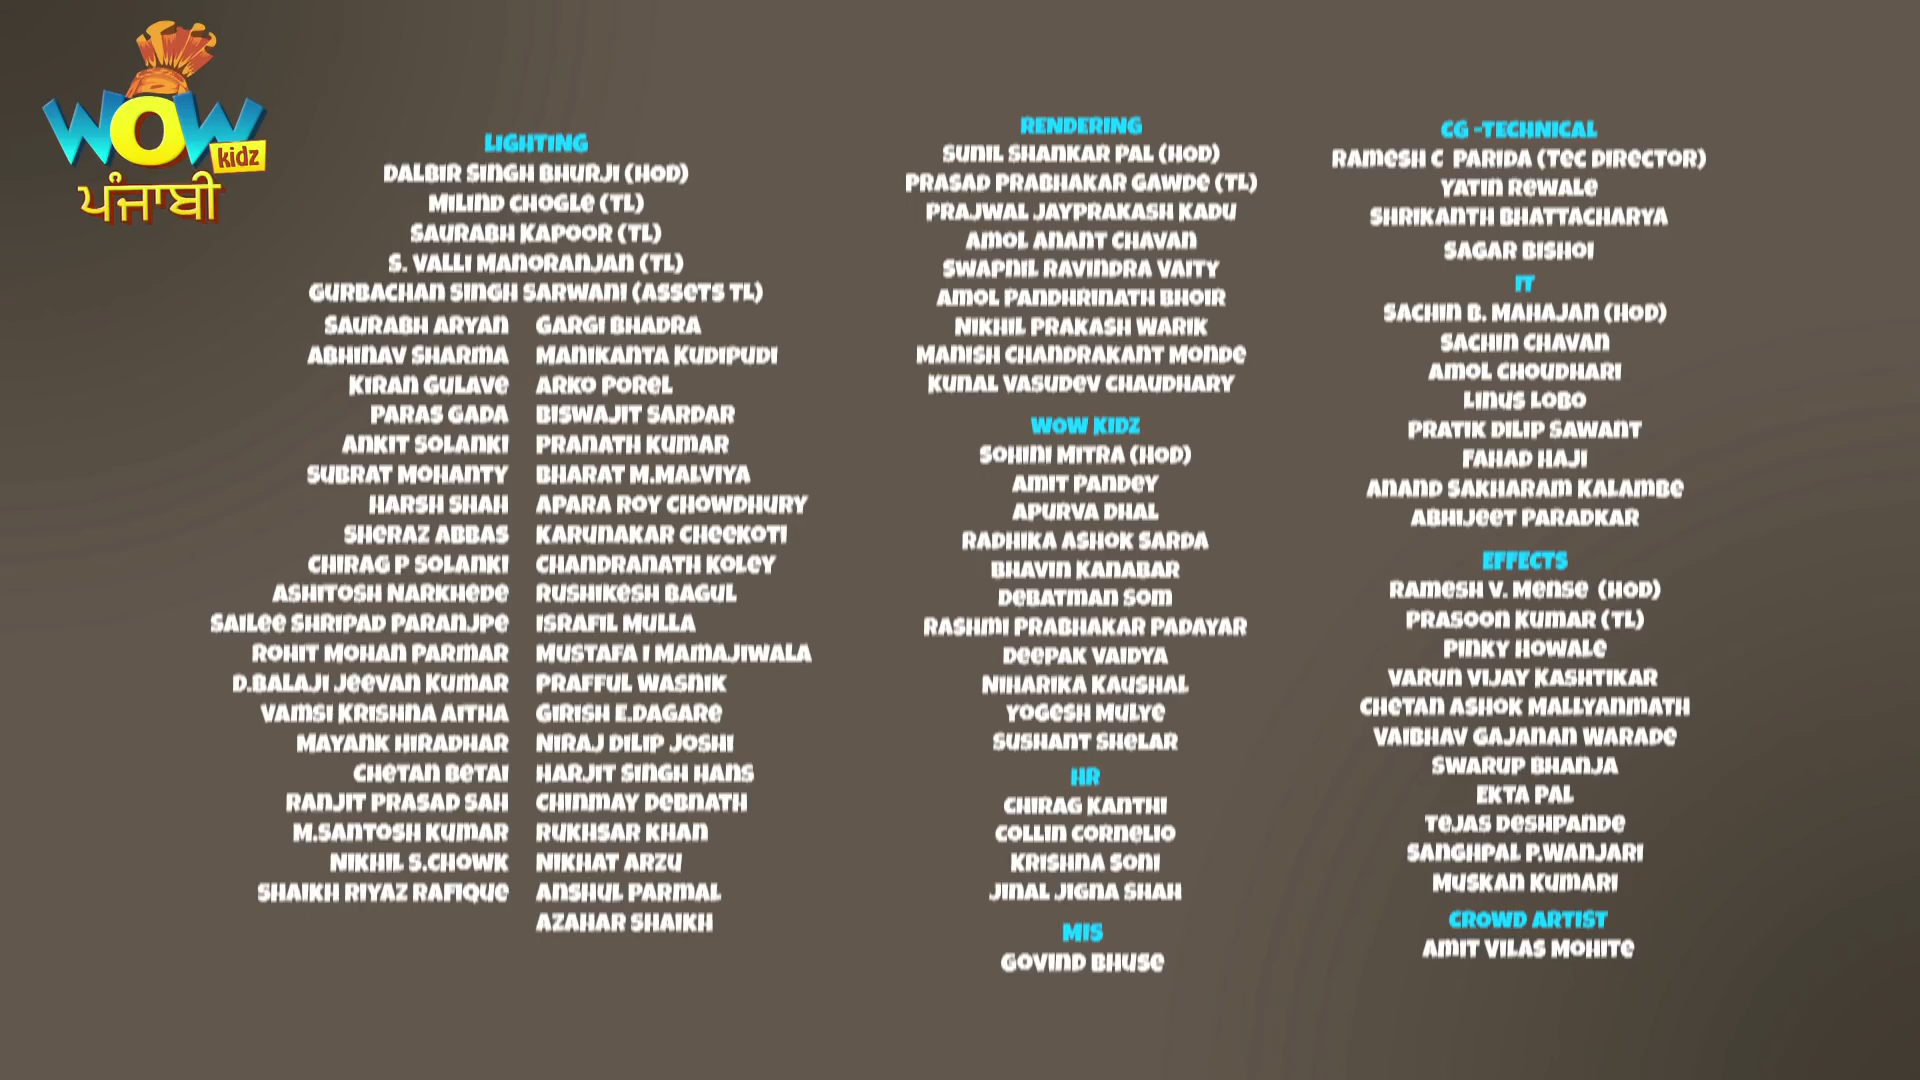 WOW
kidz
ਪੰਜਾਬੀ
LIGHTING
DALBIR SINGH BHURJI (HOD)
MILIND CHOGLE (TL)
SAURABH KAPOOR (TL)
S. VALLI MANORANJAN (TL)
GURBACHAN SINGH SARWANI (ASSETS TL)
SAURABH ARYAN GARGI BHADRA
ABHINAV SHARMA MANIKANTA KUDIPUDI
KIRAN GULAVE ARKO POREL
PARAS GADA BISWAJIT SARDAR
ANKIT SOLANKI PRANATH KUMAR
SUBRAT MOHANTY BHARAT M.MALVIYA
HARSH SHAH APARA ROY CHOWDHURY
SHERAZ ABBAS KARUNAKAR CHEEKOTI
CHIRAG P SOLANKI CHANDRANATH KOLEY
ASHITOSH NARKHEDE RUSHIKESH BAGUL
SAILEE SHRIPAD PARANJPE ISRAFIL MULLA
ROHIT MOHAN PARMAR MUSTAFA I MAMAJIWALA
D.BALAJI JEEVAN KUMAR PRAFFUL WASNIK
VAMSI KRISHNA AITHA GIRISH E.DAGARE
MAYANK HIRADHAR NIRAJ DILIP JOSHI
CHETAN BETAI HARJIT SINGH HANS
RANJIT PRASAD SAH CHINMAY DEBNATH
M.SANTOSH KUMAR RUKHSAR KHAN
NIKHIL S.CHOWK NIKHAT ARZU
SHAIKH RIYAZ RAFIQUE ANSHUL PARMAL
AZAHAR SHAIKH
RENDERING
SUNIL SHANKAR PAL (HOD)
PRASAD PRABHAKAR GAWDE (TL)
PRAJWAL JAYPRAKASH KADU
AMOL ANANT CHAVAN
SWAPNIL RAVINDRA VAITY
AMOL PANDHRINATH BHOIR
NIKHIL PRAKASH WARIK
MANISH CHANDRAKANT MONDE
KUNAL VASUDEV CHAUDHARY
WOW KIDZ
SOHINI MITRA (HOD)
AMIT PANDEY
APURVA DHAL
RADHIKA ASHOK SARDA
BHAVIN KANABAR
DEBATMAN SOM
RASHMI PRABHAKAR PADAYAR
DEEPAK VAIDYA
NIHARIKA KAUSHAL
YOGESH MULYE
SUSHANT SHELAR
HR
CHIRAG KANTHI
COLLIN CORNELIO
KRISHNA SONI
JINAL JIGNA SHAH
MIS
GOVIND BHUSE
CG -TECHNICAL
RAMESH C PARIDA (TEC DIRECTOR)
YATIN REWALE
SHRIKANTH BHATTACHARYA
SAGAR BISHOI
IT
SACHIN B. MAHAJAN (HOD)
SACHIN CHAVAN
AMOL CHOUDHARI
LINUS LOBO
PRATIK DILIP SAWANT
FAHAD HAJI
ANAND SAKHARAM KALAMBE
ABHIJEET PARADKAR
EFFECTS
RAMESH V. MENSE (HOD)
PRASOON KUMAR (TL)
PINKY HOWALE
VARUN VIJAY KASHTIKAR
CHETAN ASHOK MALLYANMATH
VAIBHAV GAJANAN WARADE
SWARUP BHANJA
EKTA PAL
TEJAS DESHPANDE
SANGHPAL P.WANJARI
MUSKAN KUMARI
CROWD ARTIST
AMIT VILAS MOHITE